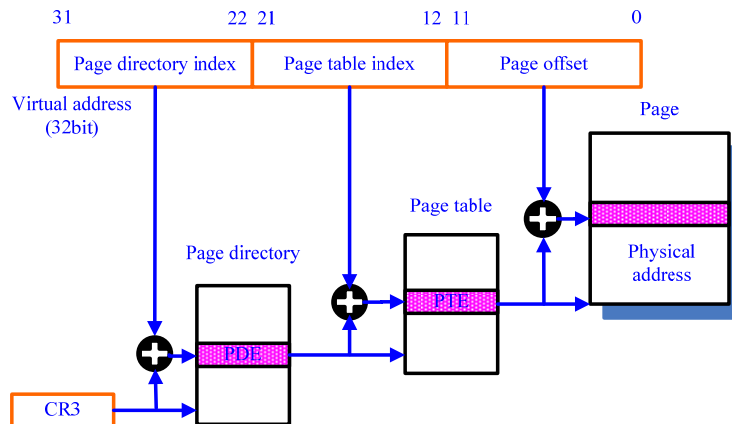 31 22 21 12 11 0
Page directory index Page table index Page offset
Virtual address
(32bit)
Page
Page table
Page directory
Physical
address
PTE
PDE
CR3